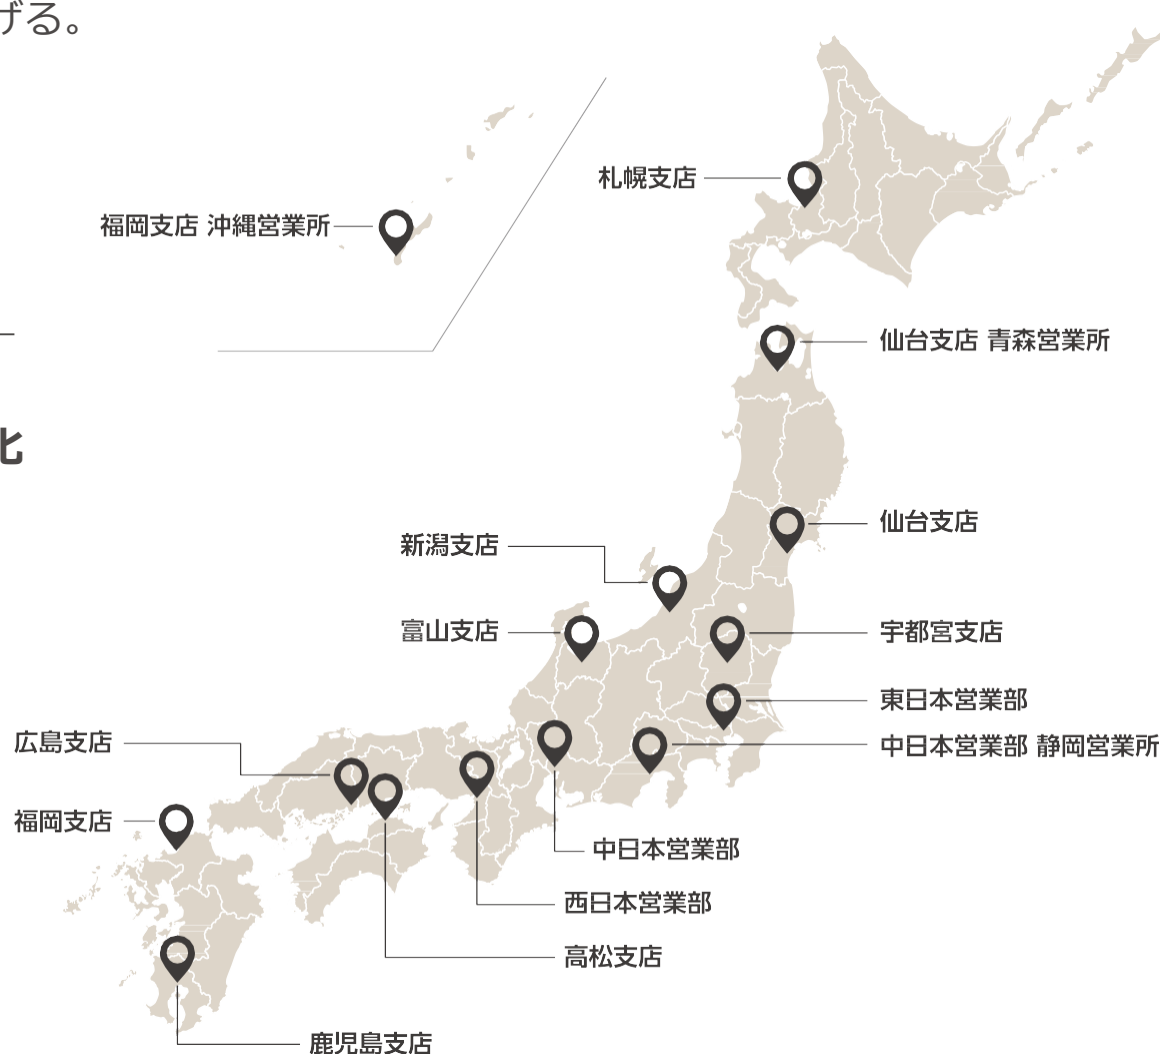 げる。
札幌支店
福岡支店 沖縄営業所
仙台支店 青森営業所
化
仙台支店
新潟支店
富山支店
宇都宮支店
東日本営業部
広島支店
中日本営業部 静岡営業所
福岡支店
中日本営業部
西日本営業部
高松支店
鹿児島支店